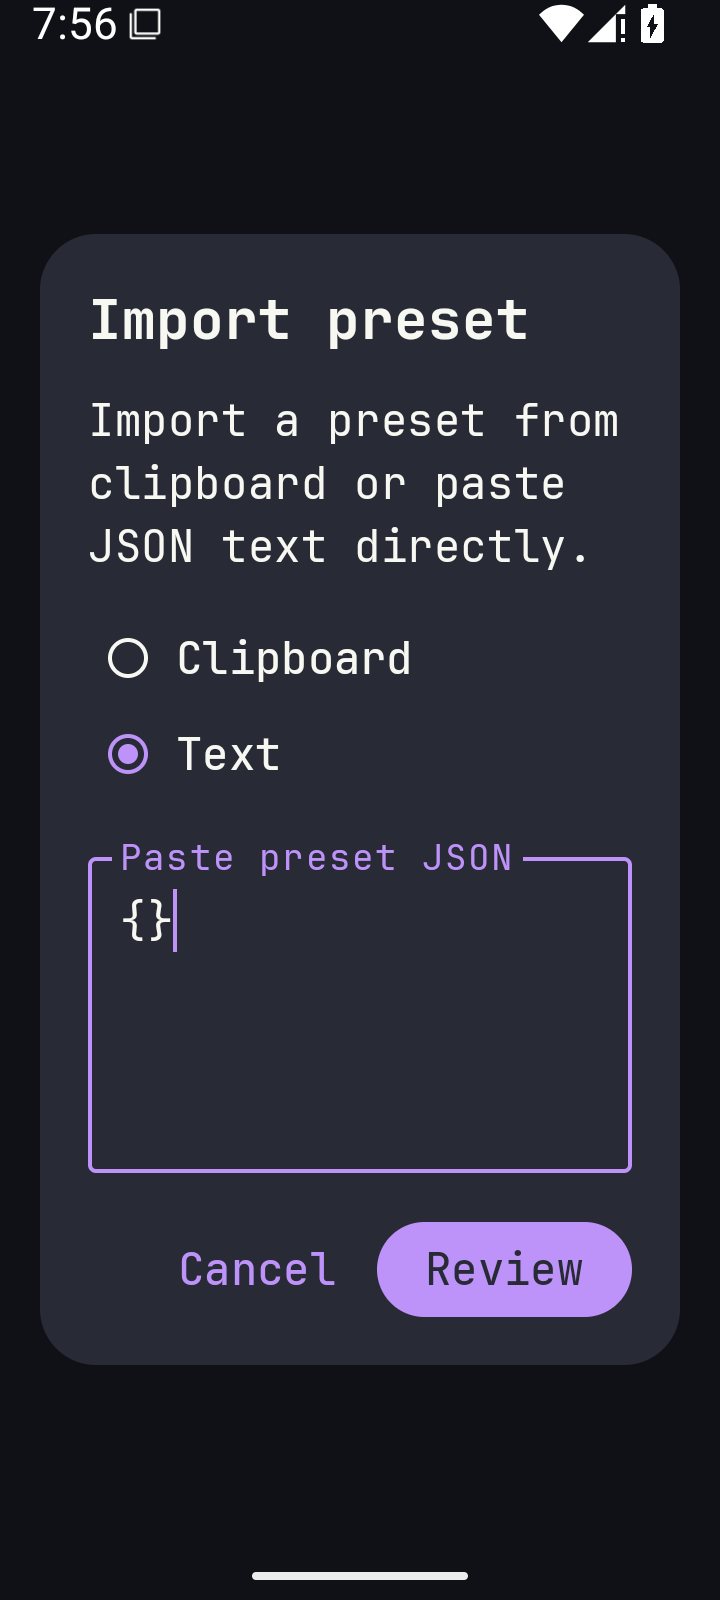 7:56
Import preset
Import a preset from
clipboard or paste
JSON text directly.
Clipboard
Text
Paste preset JSON
{}
Cancel
Review